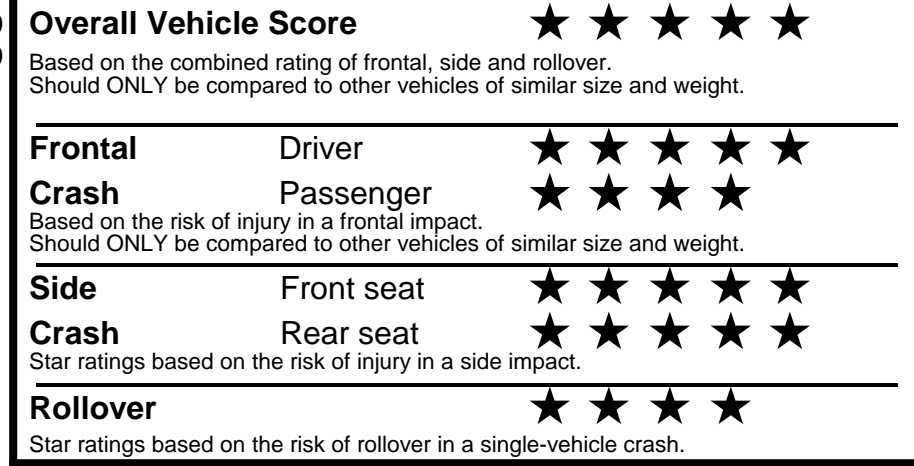 Overall Vehicle Score ★ ★ ★ ★ ★
Based on the combined rating of frontal, side and rollover.
Should ONLY be compared to other vehicles of similar size and weight.
Frontal Driver ★ ★ ★ ★ ★
Crash Passenger ★ ★ ★ ★
Based on the risk of injury in a frontal impact.
Should ONLY be compared to other vehicles of similar size and weight.
Side Front seat ★ ★ ★ ★ ★
Crash Rear seat ★ ★ ★ ★ ★
Star ratings based on the risk of injury in a side impact.
Rollover ★ ★ ★ ★
Star ratings based on the risk of rollover in a single-vehicle crash.